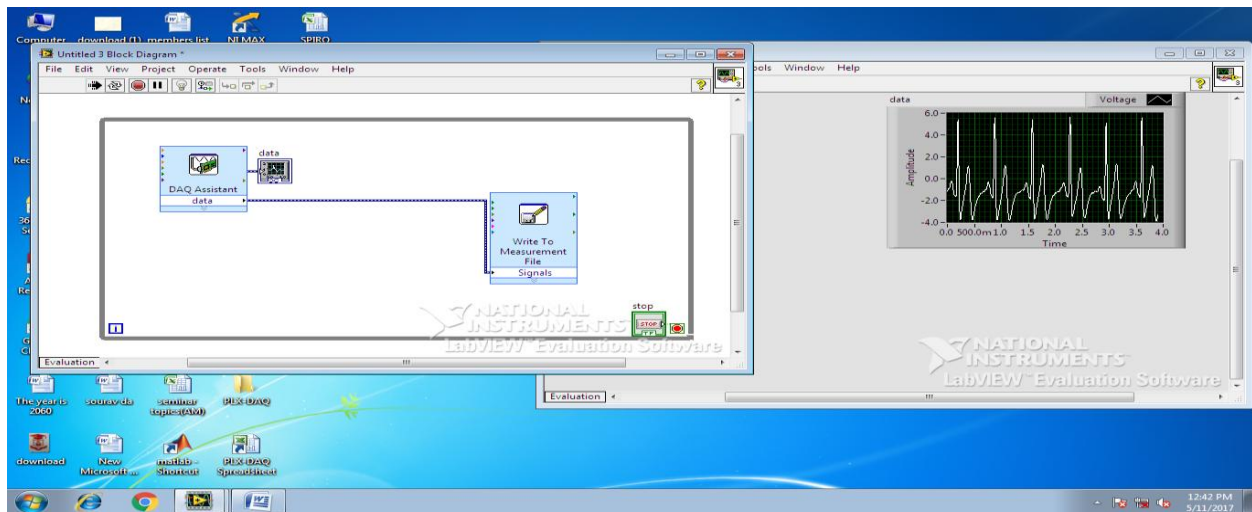 Computer download (1) members list NI MAX SPIRO
Untitled 3 Block Diagram *
File Edit View Project Operate Tools Window Help
data
DAQ Assistant
data
Write To
Measurement
File
Signals
stop
STOP
TF
i
NATIONAL
INSTRUMENTS
LabVIEW™ Evaluation Software
Evaluation
Window Help
data
Voltage
6.0
4.0
2.0
0.0
-2.0
-4.0
Amplitude
0.0 500.0m 1.0 1.5 2.0 2.5 3.0 3.5 4.0
Time
NATIONAL
INSTRUMENTS
LabVIEW™ Evaluation Software
Evaluation
The year is
2060
sourav da
seminar
topics(AM)
PLX-DAQ
download
New
Microsoft ...
matlab -
Shortcut
PLX-DAQ
Spreadsheet
12:42 PM
5/11/2017